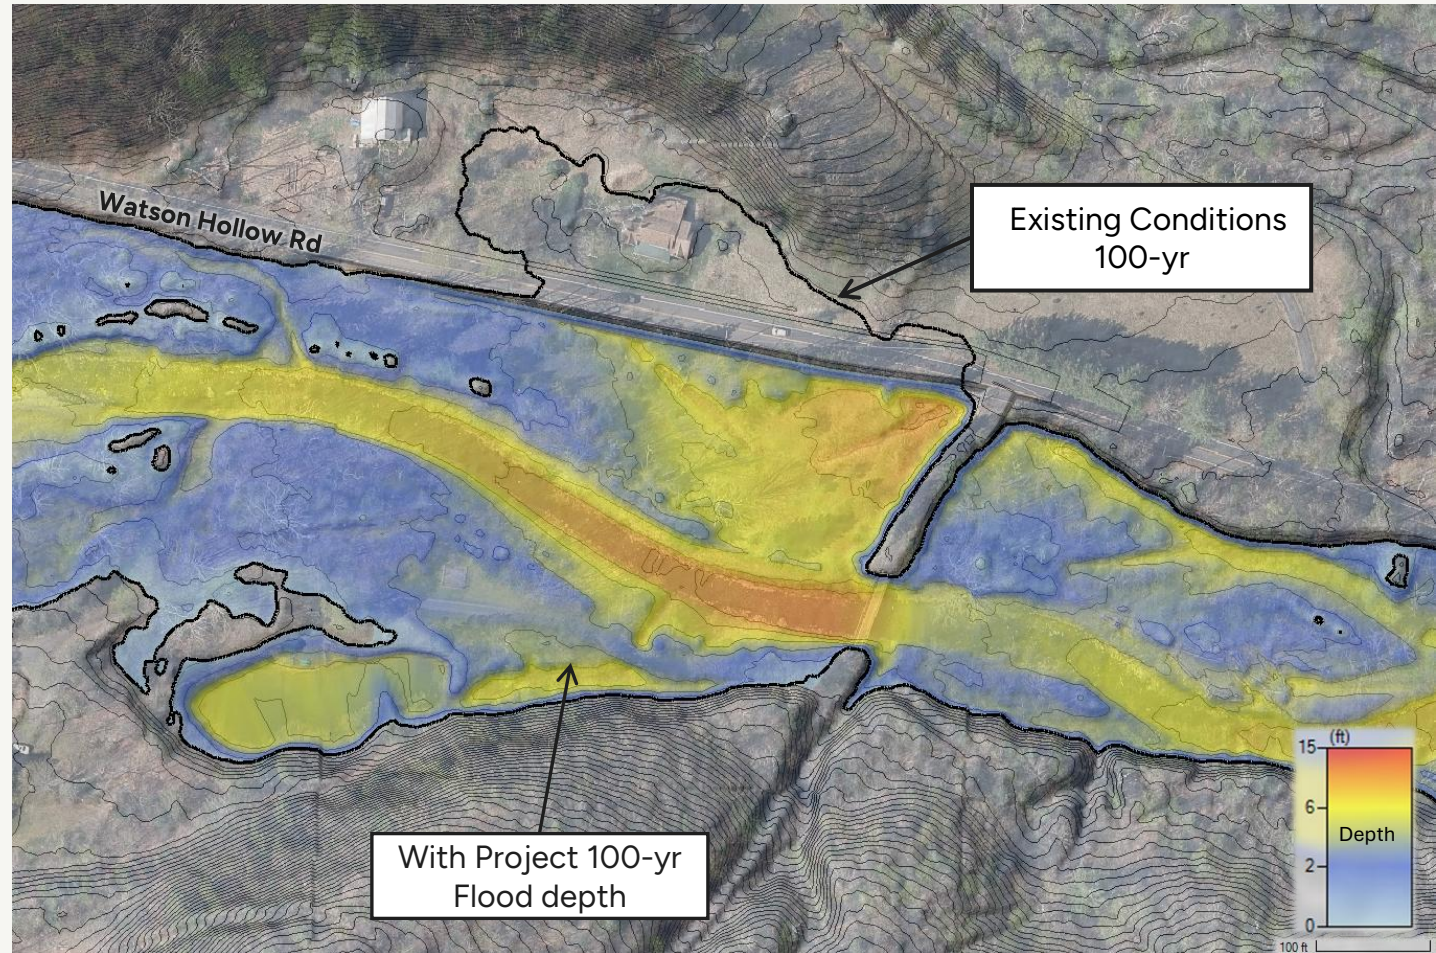 Watson Hollow Rd
Existing Conditions
100-yr
With Project 100-yr
Flood depth
(ft)
15
6
Depth
2
0
100 ft